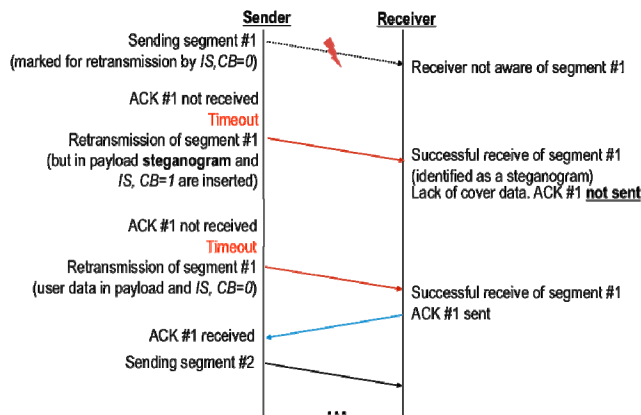 Sender
Receiver
Sending segment #1
(marked for retransmission by IS,CB=0)
Receiver not aware of segment #1
ACK #1 not received
Timeout
Retransmission of segment #1
(but in payload steganogram and
IS, CB=1 are inserted)
Successful receive of segment #1
(identified as a steganogram)
Lack of cover data. ACK #1 not sent
ACK #1 not received
Timeout
Retransmission of segment #1
(user data in payload and IS, CB=0)
Successful receive of segment #1
ACK #1 sent
ACK #1 received
Sending segment #2
...